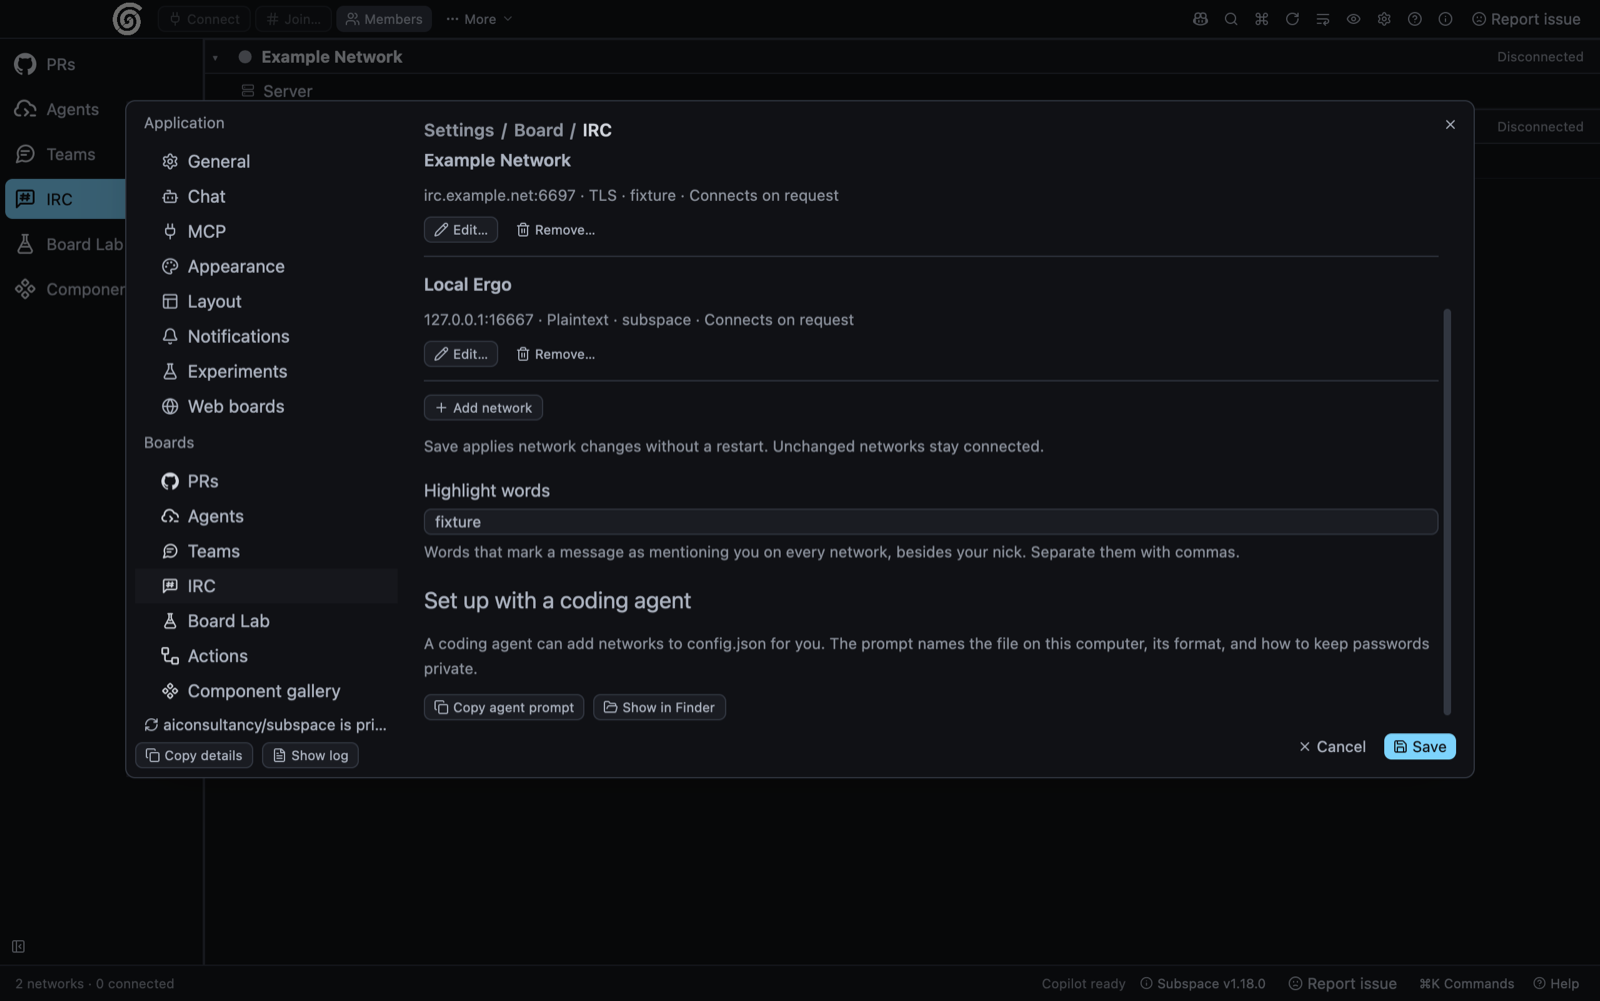 Connect
# Join...
Members
More
Report issue
PRs
Agents
Teams
IRC
Board Lab
Componen
Example Network
Disconnected
Server
Disconnected
Application
General
Chat
MCP
Appearance
Layout
Notifications
Experiments
Web boards
Boards
PRs
Agents
Teams
IRC
Board Lab
Actions
Component gallery
aiconsultancy/subspace is pri...
Copy details
Show log
Settings / Board / IRC
Example Network
irc.example.net:6697 · TLS · fixture · Connects on request
Edit...
Remove...
Local Ergo
127.0.0.1:16667 · Plaintext · subspace · Connects on request
Edit...
Remove...
Add network
Save applies network changes without a restart. Unchanged networks stay connected.
Highlight words
fixture
Words that mark a message as mentioning you on every network, besides your nick. Separate them with commas.
Set up with a coding agent
A coding agent can add networks to config.json for you. The prompt names the file on this computer, its format, and how to keep passwords
private.
Copy agent prompt
Show in Finder
Cancel
Save
2 networks · 0 connected
Copilot ready
Subspace v1.18.0
Report issue
⌘K Commands
Help